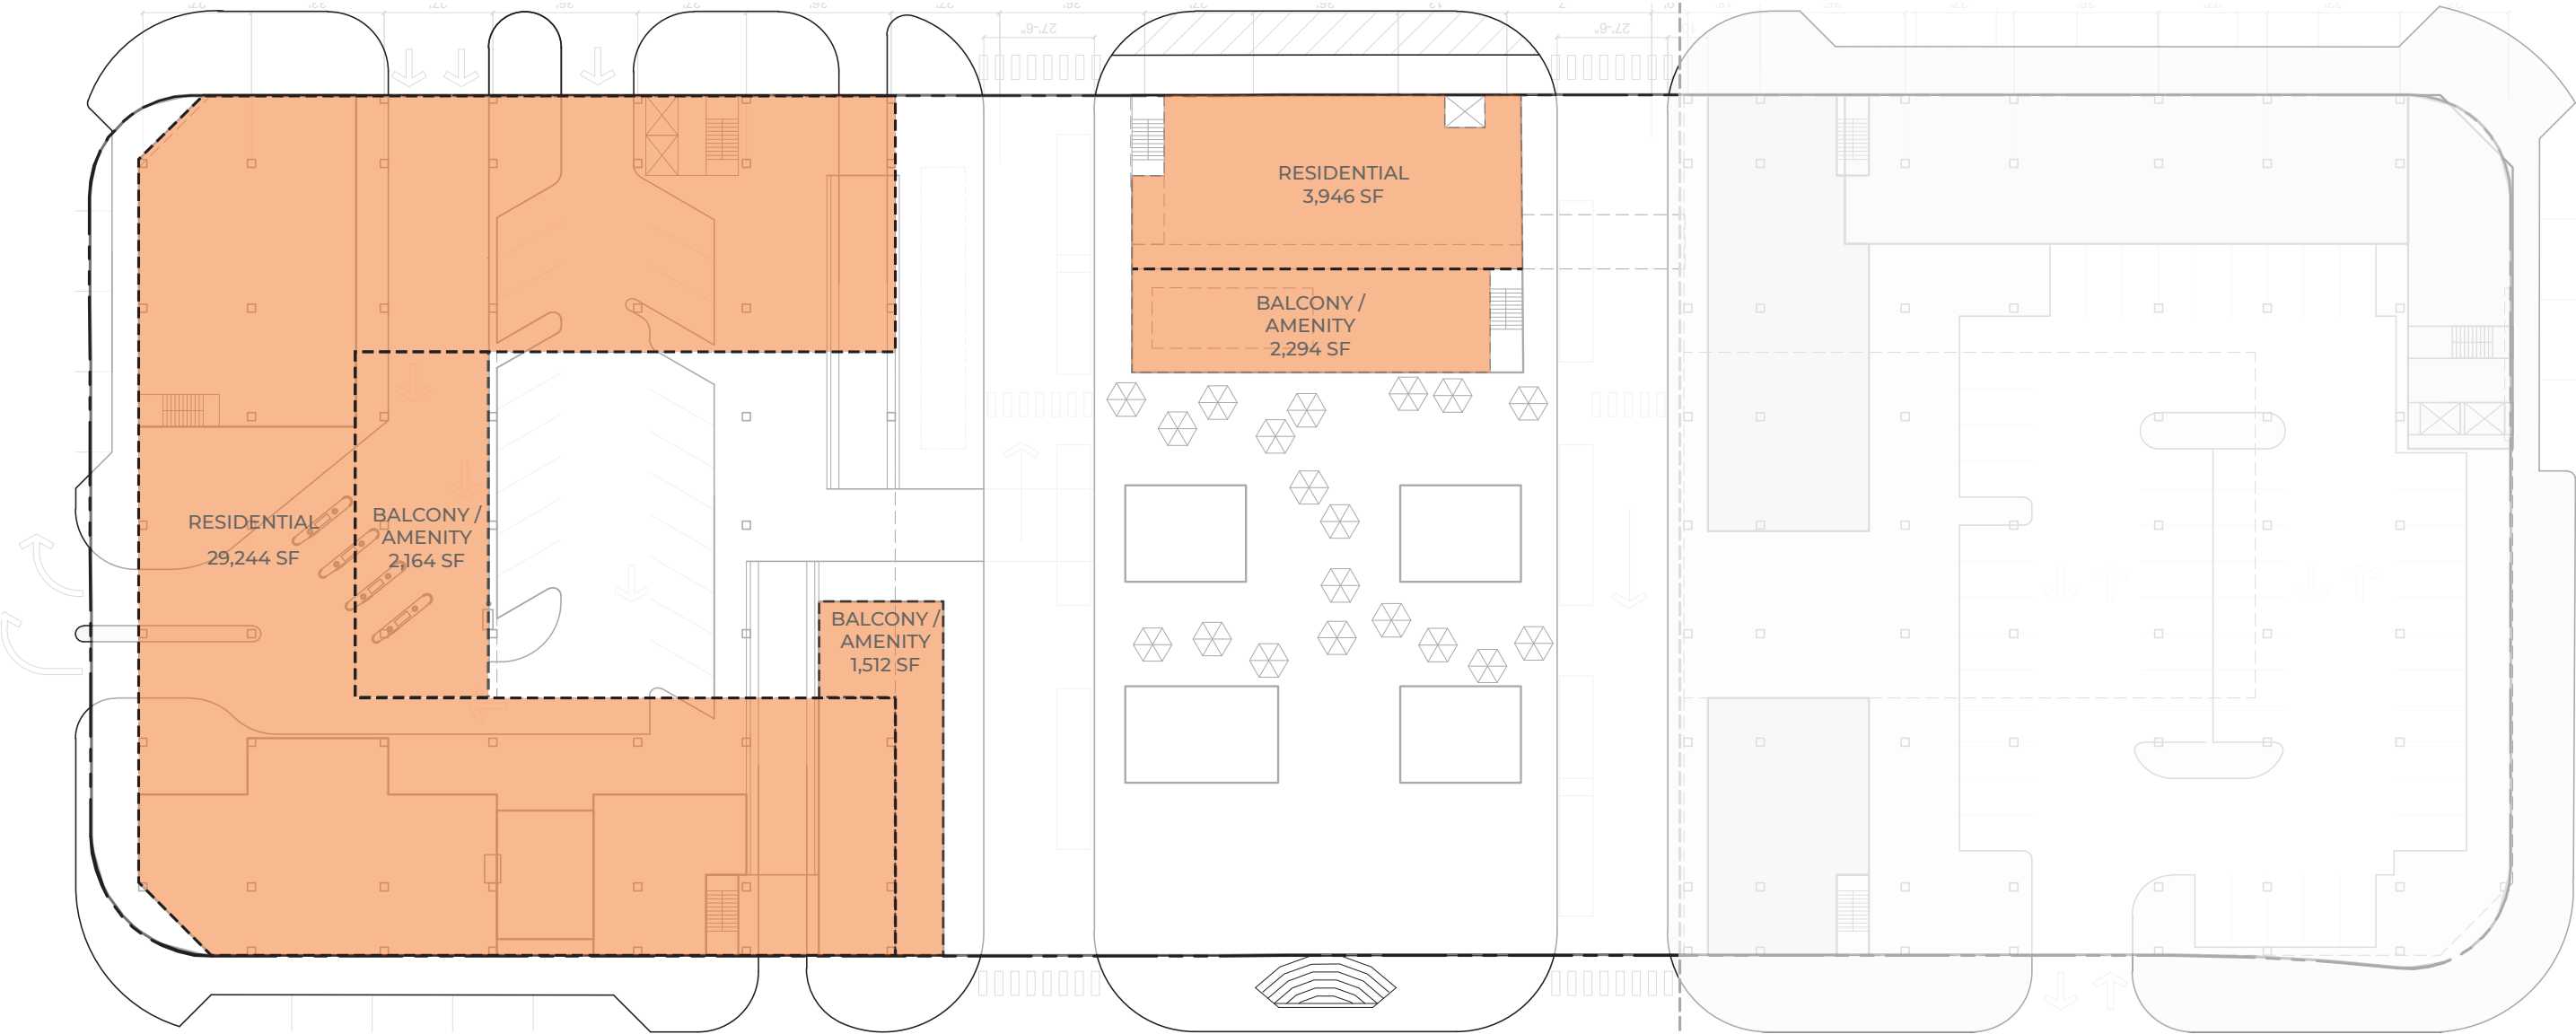 27'-6"
27'-6"
RESIDENTIAL
3,946 SF
BALCONY /
AMENITY
2,294 SF
RESIDENTIAL
29,244 SF
BALCONY /
AMENITY
2,164 SF
BALCONY /
AMENITY
1,512 SF